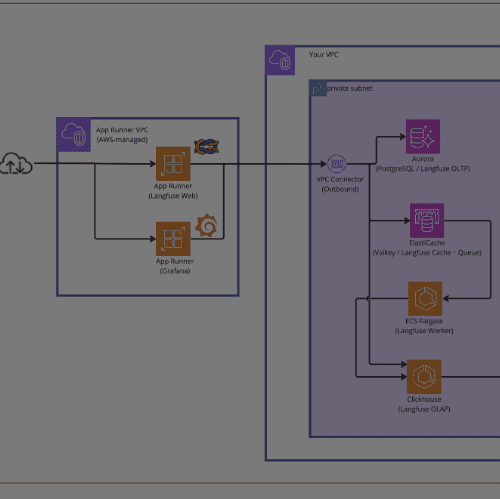 Your VPC
private subnet
App Runner VPC
(AWS-managed)
App Runner
(Langfuse Web)
App Runner
(Grafana)
VPC Connector
(Outbound)
Aurora
(PostgreSQL / Langfuse OLTP)
ElastiCache
(Valkey / Langfuse Cache・Queue)
ECS Fargate
(Langfuse Worker)
Clickhouse
(Langfuse OLAP)